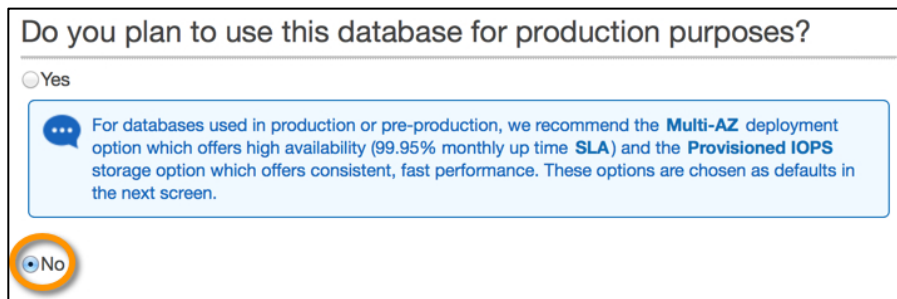 Do you plan to use this database for production purposes?
Yes
For databases used in production or pre-production, we recommend the Multi-AZ deployment
option which offers high availability (99.95% monthly up time SLA) and the Provisioned IOPS
storage option which offers consistent, fast performance. These options are chosen as defaults in
the next screen.
No